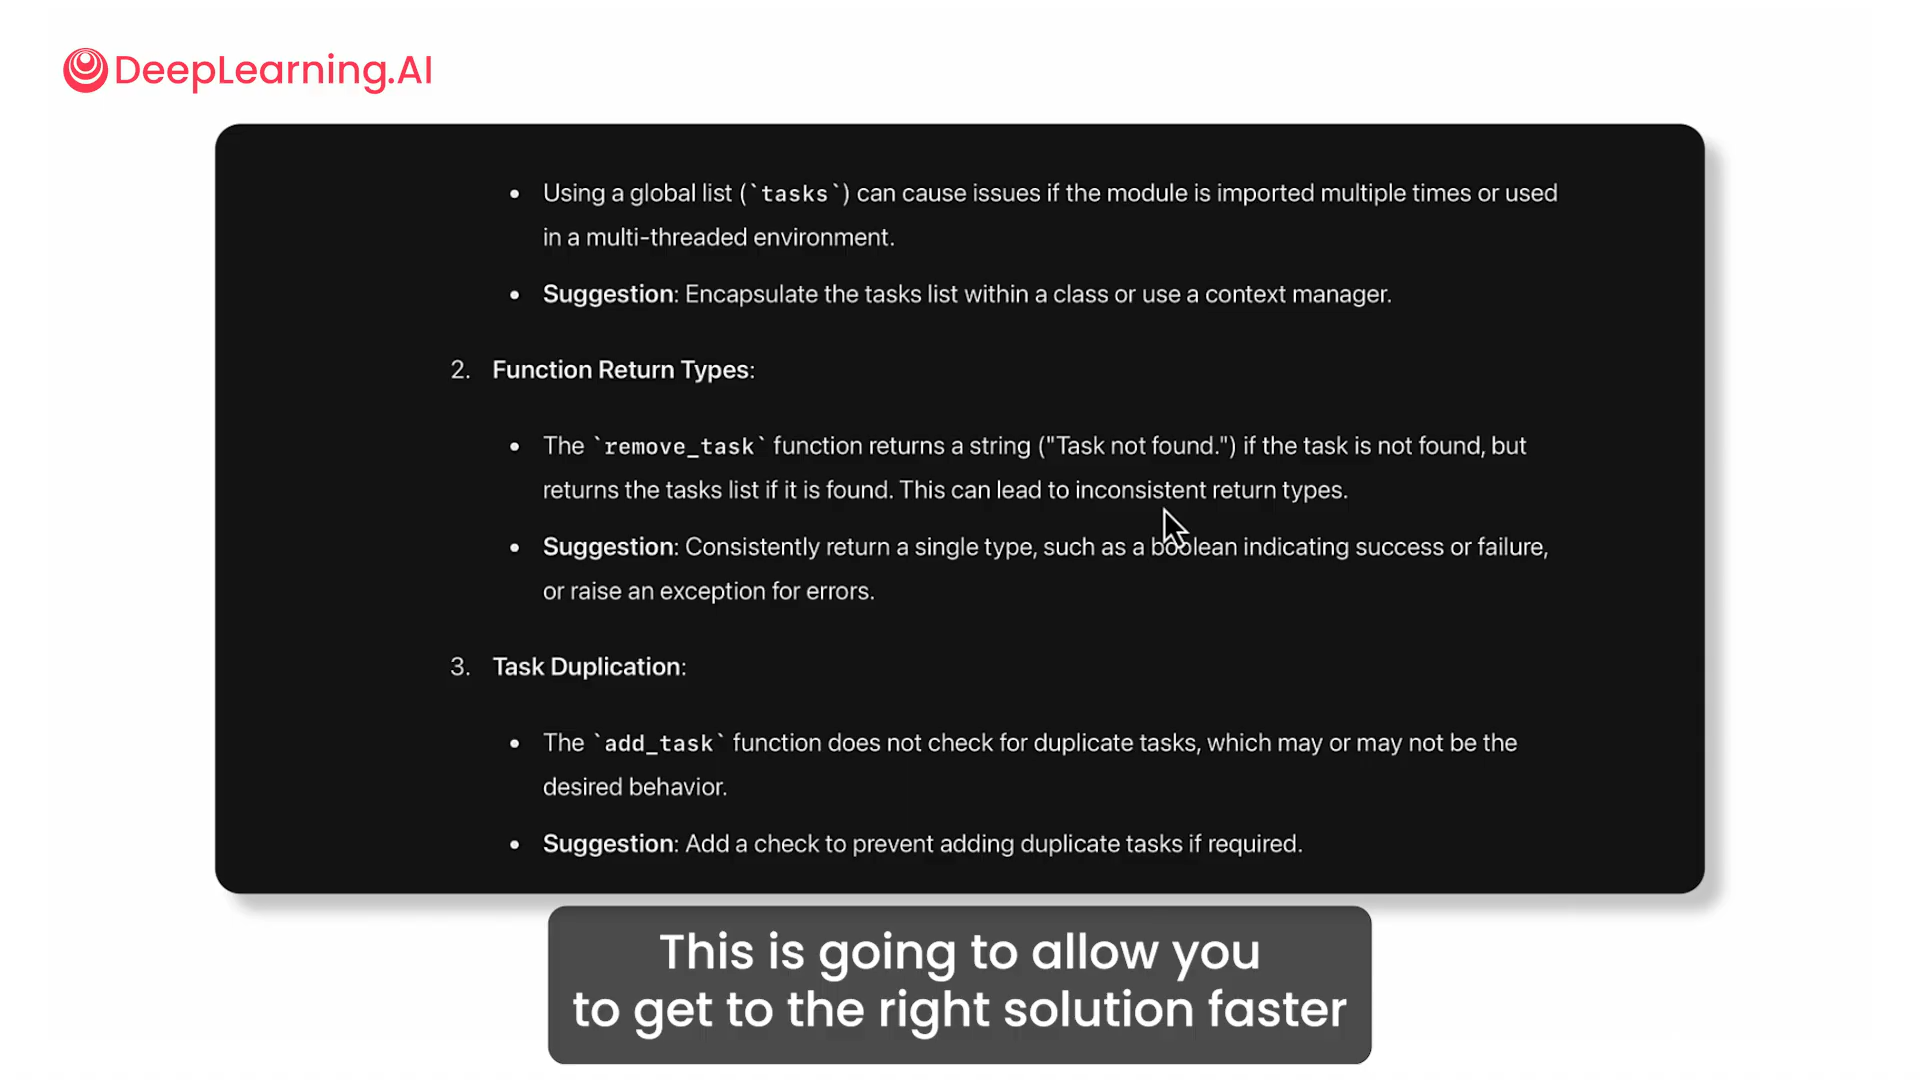 DeepLearning.AI
• Using a global list (`tasks`) can cause issues if the module is imported multiple times or used
in a multi-threaded environment.
• Suggestion: Encapsulate the tasks list within a class or use a context manager.
2. Function Return Types:
• The `remove_task` function returns a string ("Task not found.") if the task is not found, but
returns the tasks list if it is found. This can lead to inconsistent return types.
• Suggestion: Consistently return a single type, such as a boolean indicating success or failure,
or raise an exception for errors.
3. Task Duplication:
• The `add_task` function does not check for duplicate tasks, which may or may not be the
desired behavior.
• Suggestion: Add a check to prevent adding duplicate tasks if required.
This is going to allow you
to get to the right solution faster